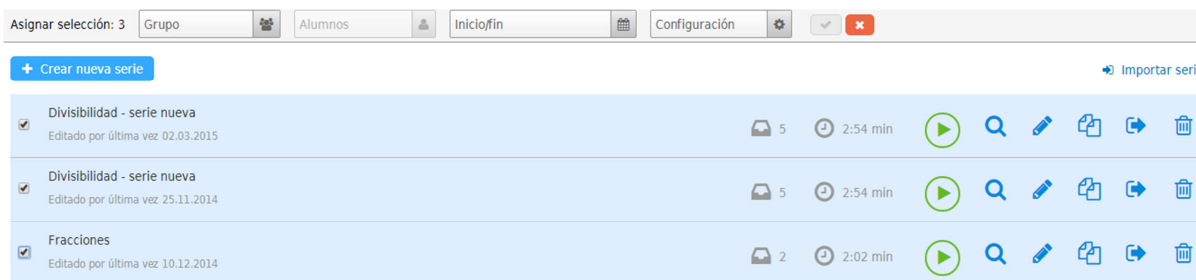 Asignar selección: 3 Grupo Alumnos Inicio/fin Configuración
Crear nueva serie Importar seri
Divisibilidad - serie nueva
Editado por última vez 02.03.2015 5 2:54 min
Divisibilidad - serie nueva
Editado por última vez 25.11.2014 5 2:54 min
Fracciones
Editado por última vez 10.12.2014 2 2:02 min